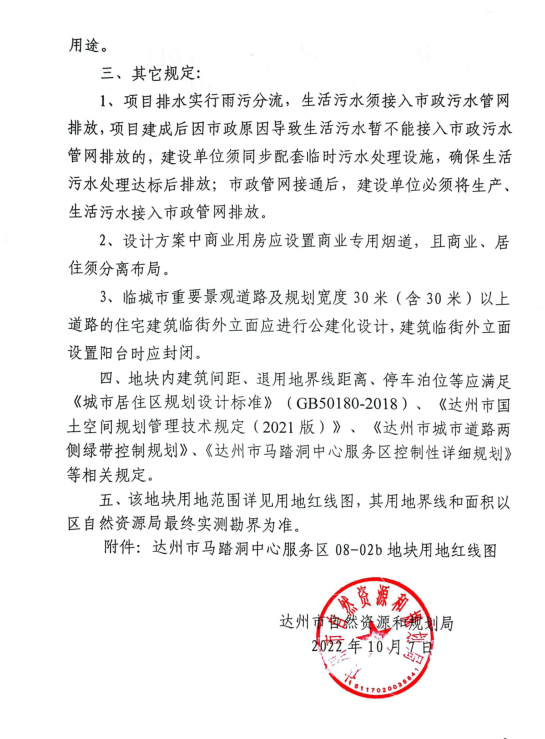 用途。
三、其它规定：
1、项目排水实行雨污分流，生活污水须接入市政污水管网
排放，项目建成后因市政原因导致生活污水暂不能接入市政污水
管网排放的，建设单位须同步配套临时污水处理设施，确保生活
污水处理达标后排放；市政管网接通后，建设单位必须将生产、
生活污水接入市政管网排放。
2、设计方案中商业用房应设置商业专用烟道，且商业、居
住须分离布局。
3、临城市重要景观道路及规划宽度 30 米（含 30 米）以上
道路的住宅建筑临街外立面应进行公建化设计，建筑临街外立面
设置阳台时应封闭。
四、地块内建筑间距、退用地界线距离、停车泊位等应满足
《城市居住区规划设计标准》（GB50180-2018）、《达州市国
土空间规划管理技术规定（2021 版）》、《达州市城市道路两
侧绿带控制规划》、《达州市马踏洞中心服务区控制性详细规划》
等相关规定。
五、该地块用地范围详见用地红线图，其用地界线和面积以
区自然资源局最终实测勘界为准。
附件：达州市马踏洞中心服务区 08-02b 地块用地红线图
达州市自然资源和规划局
2022 年 10 月 7 日
达州市自然资源和规划局